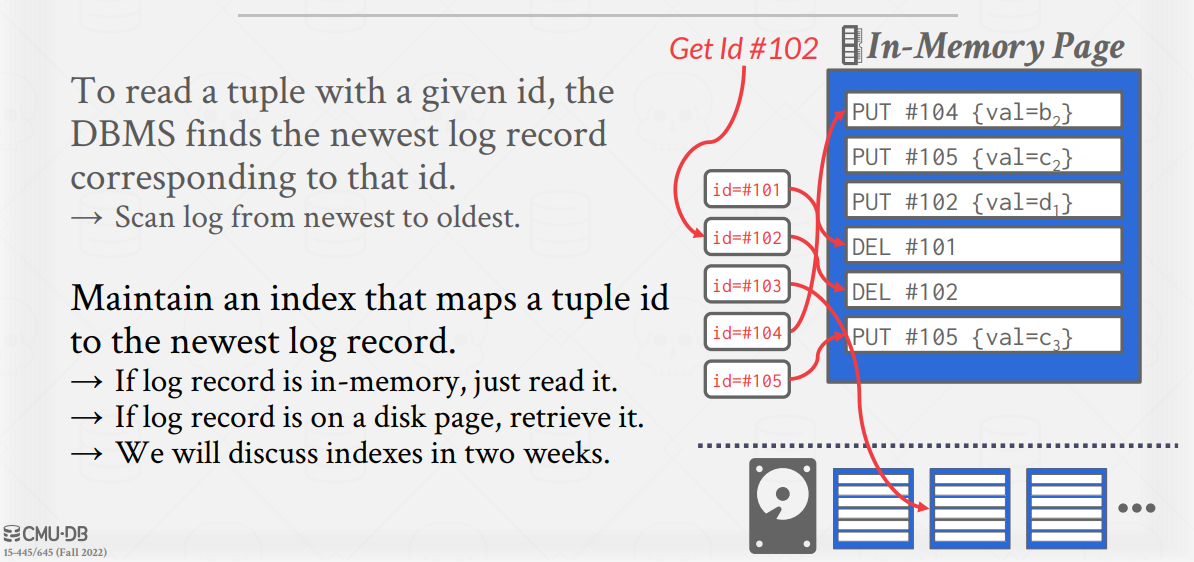 To read a tuple with a given id, the
DBMS finds the newest log record
corresponding to that id.
→ Scan log from newest to oldest.
Maintain an index that maps a tuple id
to the newest log record.
→ If log record is in-memory, just read it.
→ If log record is on a disk page, retrieve it.
→ We will discuss indexes in two weeks.
Get Id #102
In-Memory Page
id=#101
id=#102
id=#103
id=#104
id=#105
PUT #104 {val=b₂}
PUT #105 {val=c₂}
PUT #102 {val=d₁}
DEL #101
DEL #102
PUT #105 {val=c₃}
CMU·DB
15-445/645 (Fall 2022)